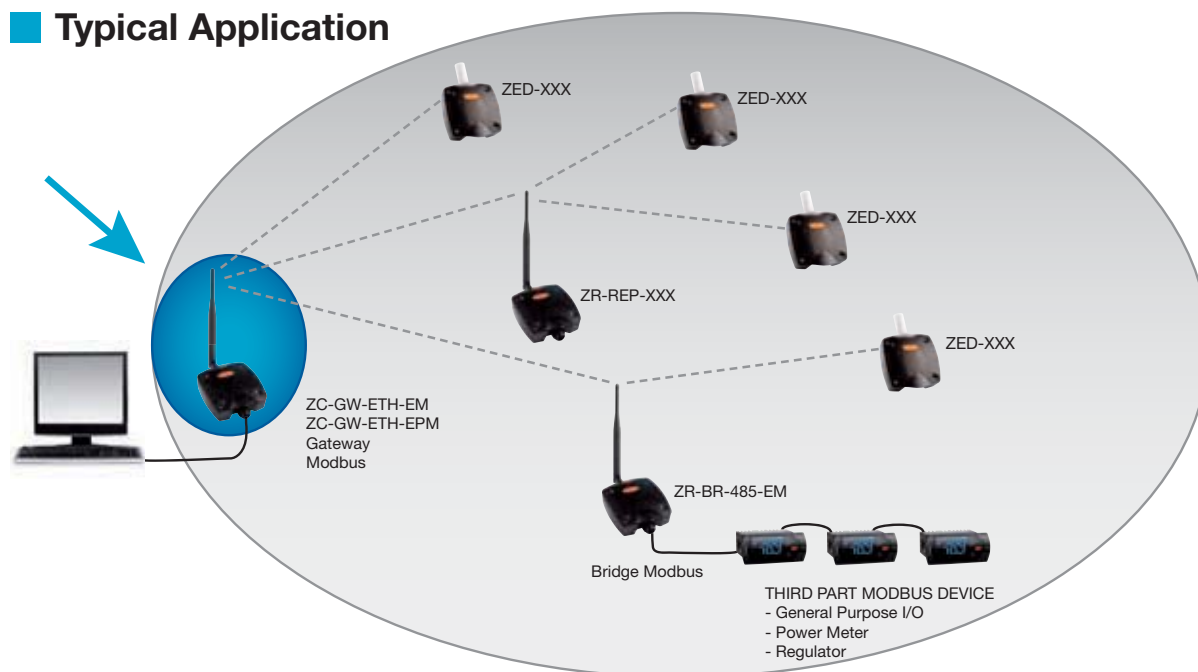 Typical Application
ZED-XXX
ZED-XXX
ZED-XXX
ZR-REP-XXX
ZED-XXX
ZC-GW-ETH-EM
ZC-GW-ETH-EPM
Gateway
Modbus
ZR-BR-485-EM
Bridge Modbus
THIRD PART MODBUS DEVICE
- General Purpose I/O
- Power Meter
- Regulator